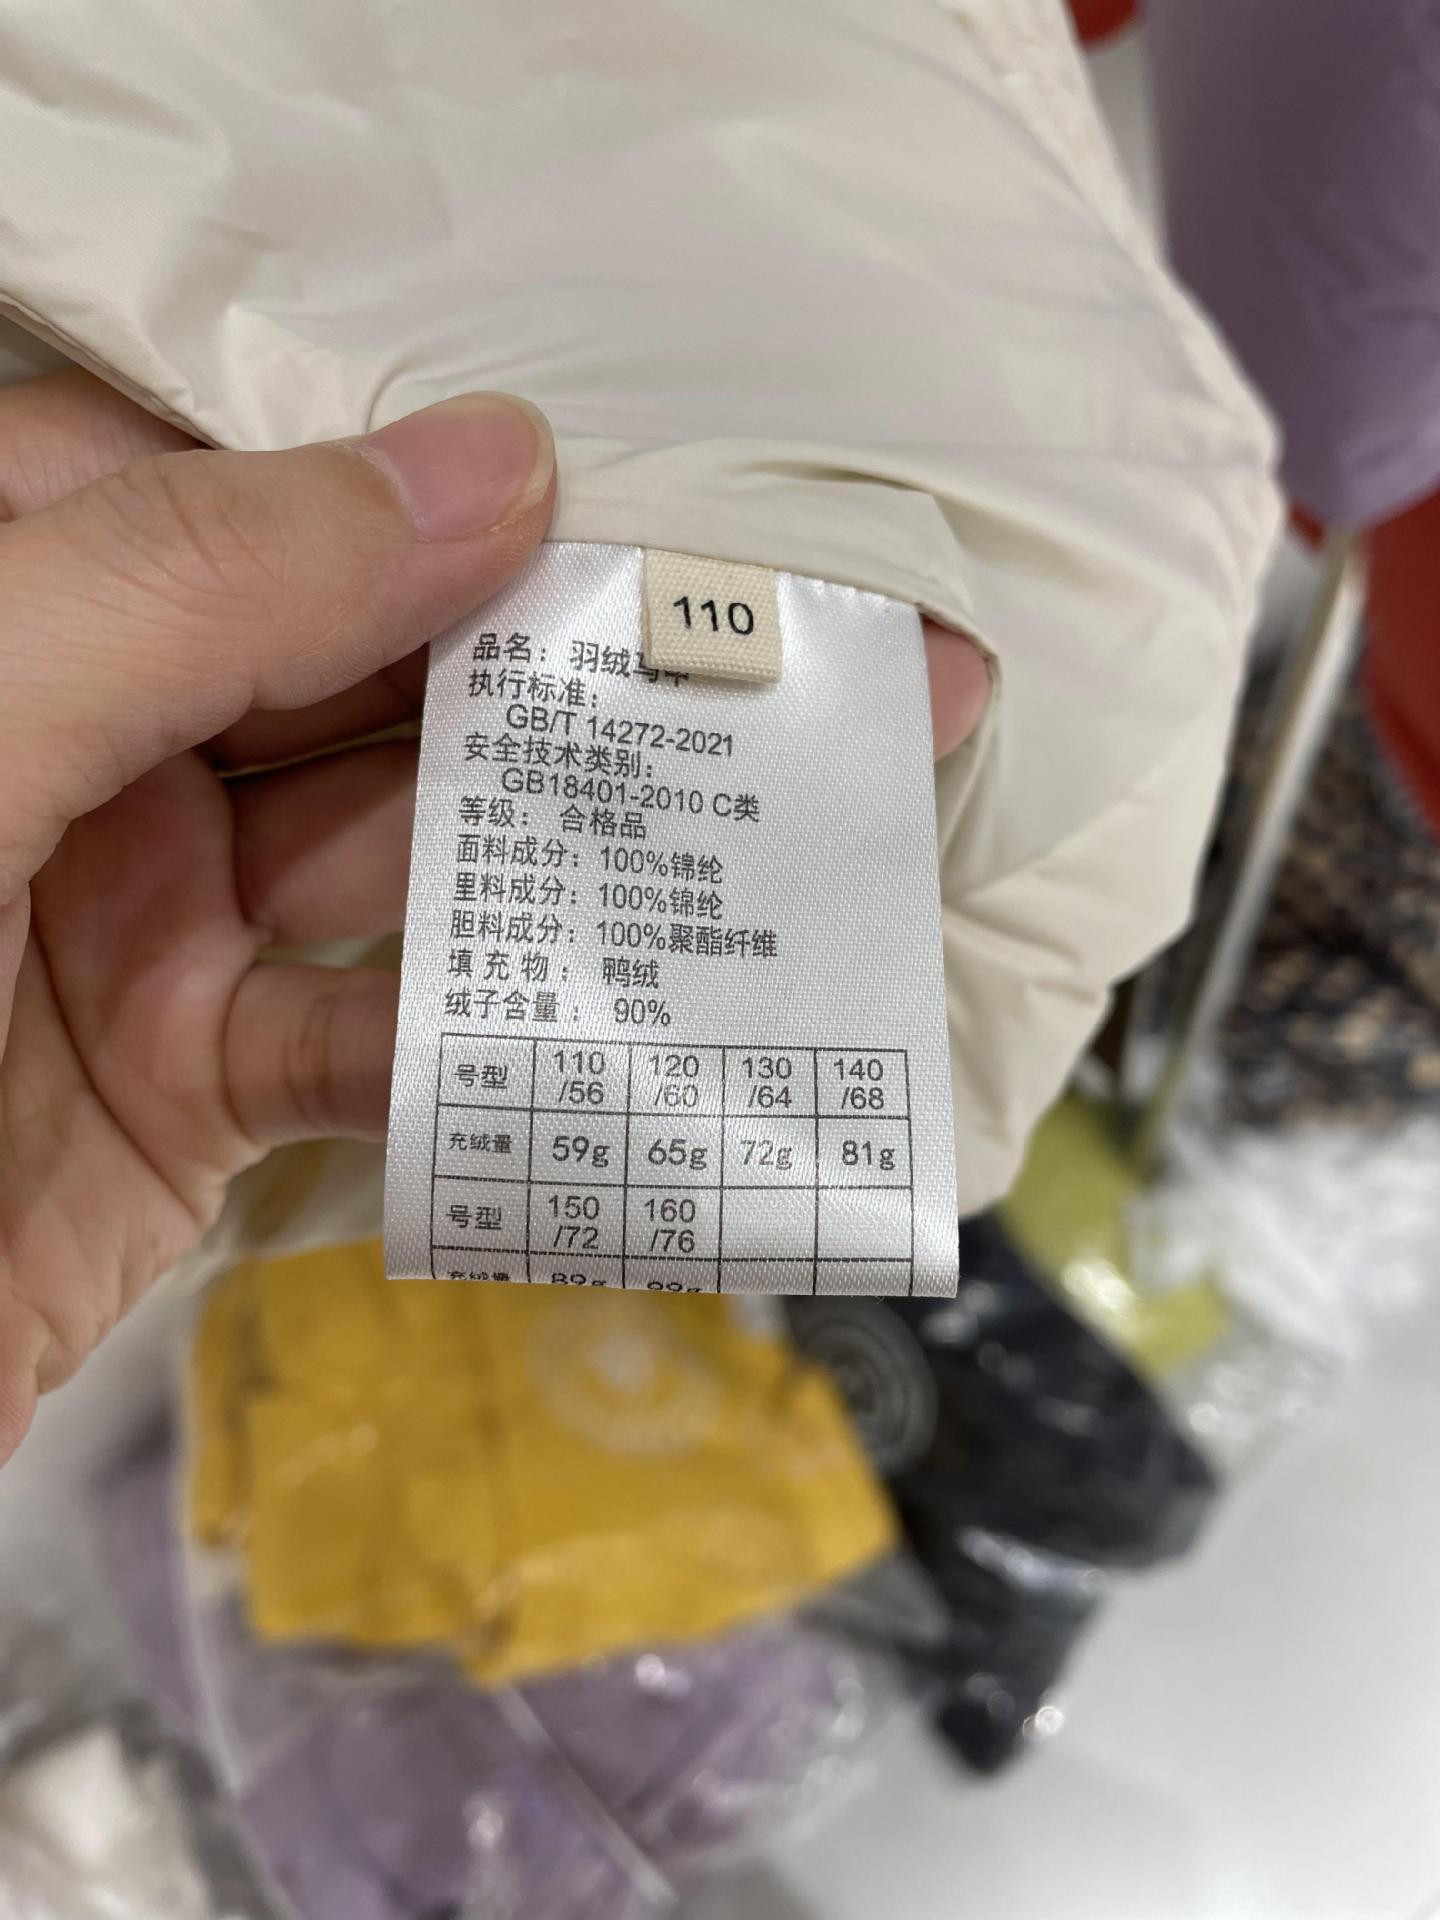 110
品名： 羽绒马甲
执行标准：
GB/T 14272-2021
安全技术类别：
GB18401-2010 C类
等级： 合格品
面料成分：100%锦纶
里料成分：100%锦纶
胆料成分：100%聚酯纤维
填充物： 鸭绒
绒子含量： 90%
号型 110/56 120/60 130/64 140/68
充绒量 59g 65g 72g 81g
号型 150/72 160/76
充绒量